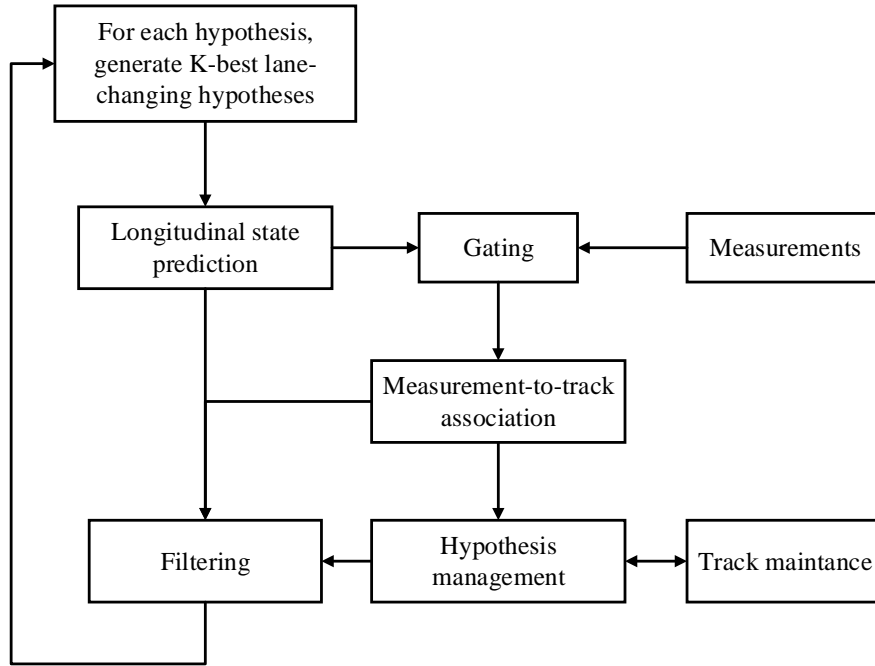 For each hypothesis,
generate K-best lane-
changing hypotheses
Longitudinal state
prediction
Gating
Measurements
Measurement-to-track
association
Filtering
Hypothesis
management
Track maintance